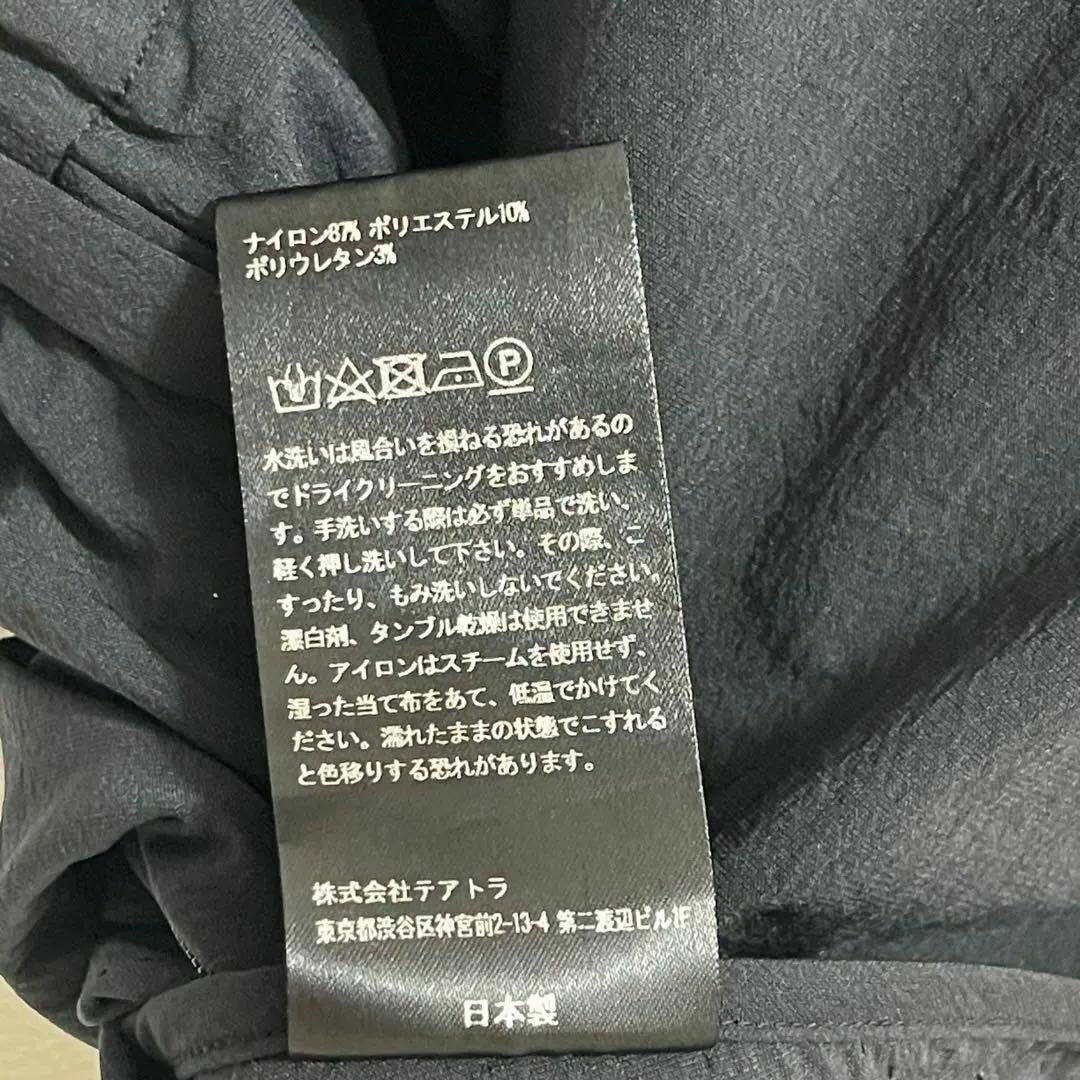 ナイロン87% ポリエステル10%
ポリウレタン3%
P
水洗いは風合いを損ねる恐れがあるの
でドライクリーニングをおすすめしま
す。手洗いする際は必ず単品で洗い、
軽く押し洗いして下さい。その際、こ
すったり、もみ洗いしないでください。
漂白剤、タンブル乾燥は使用できませ
ん。アイロンはスチームを使用せず、
湿った当て布をあて、低温でかけてく
ださい。濡れたままの状態でこすれる
と色移りする恐れがあります。
株式会社テアトラ
東京都渋谷区神宮前2-13-4 第二渡辺ビル1F
日本製